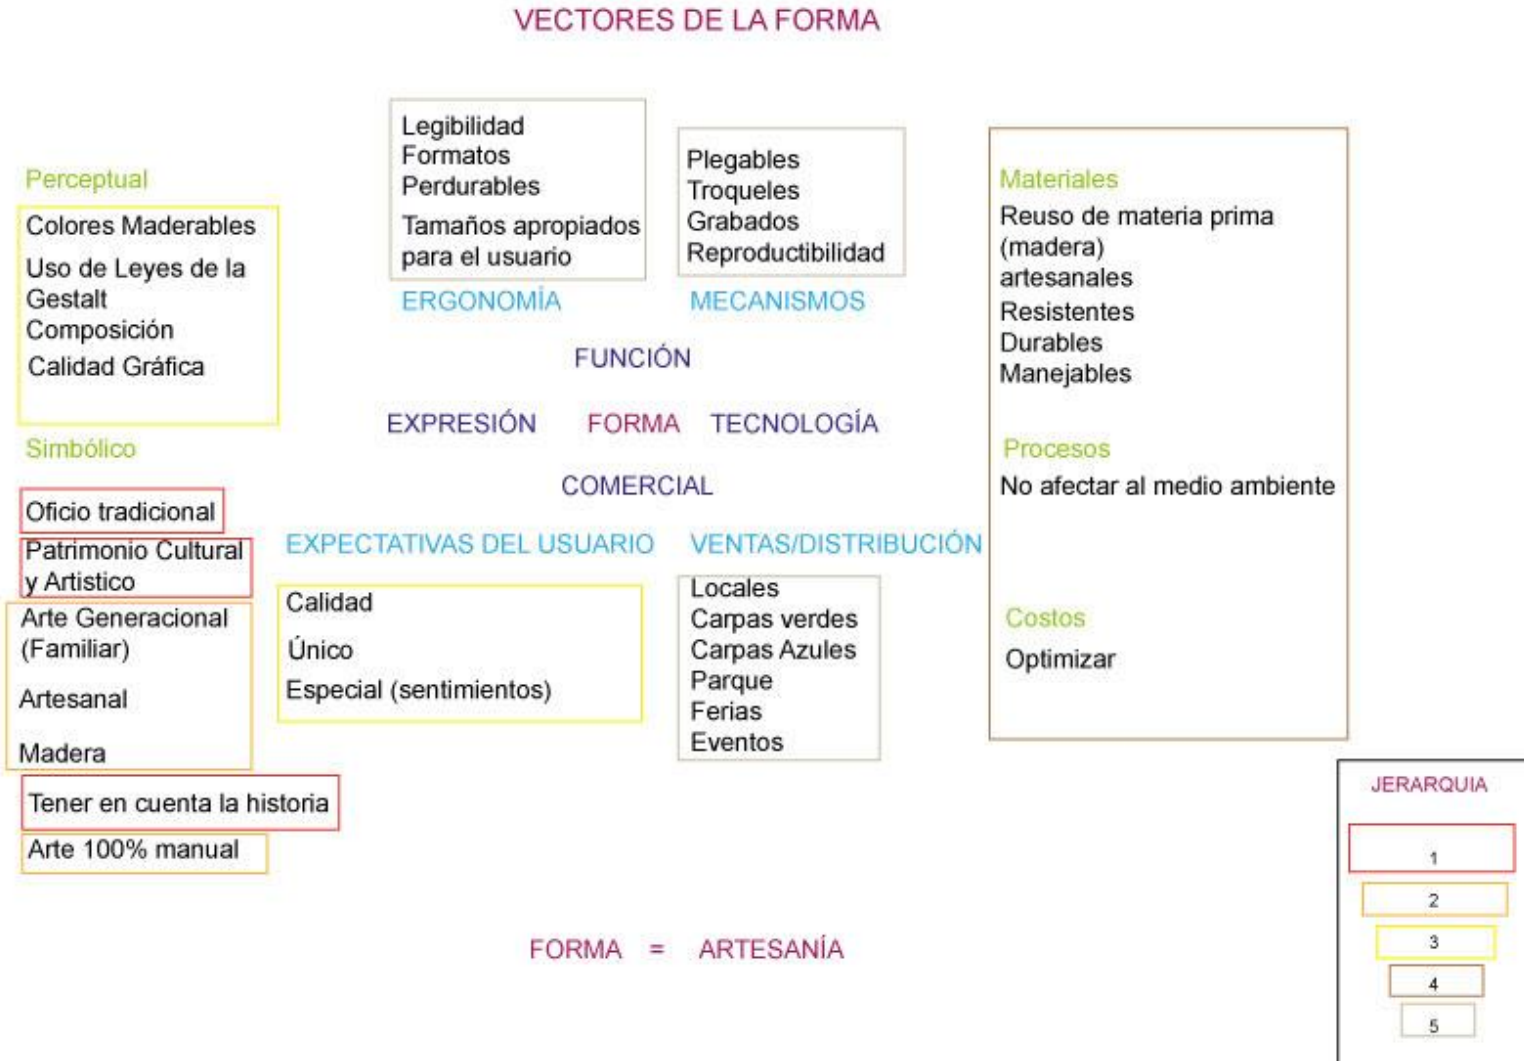 VECTORES DE LA FORMA
Perceptual
Colores Maderables
Uso de Leyes de la
Gestalt
Composición
Calidad Gráfica
Simbólico
Oficio tradicional
Patrimonio Cultural
y Artistico
Arte Generacional
(Familiar)
Artesanal
Madera
Tener en cuenta la historia
Arte 100% manual
Legibilidad
Formatos
Perdurables
Tamaños apropiados
para el usuario
ERGONOMÍA
Plegables
Troqueles
Grabados
Reproductibilidad
MECANISMOS
FUNCIÓN
EXPRESIÓN FORMA TECNOLOGÍA
COMERCIAL
EXPECTATIVAS DEL USUARIO
Calidad
Único
Especial (sentimientos)
VENTAS/DISTRIBUCIÓN
Locales
Carpas verdes
Carpas Azules
Parque
Ferias
Eventos
Materiales
Reuso de materia prima
(madera)
artesanales
Resistentes
Durables
Manejables
Procesos
No afectar al medio ambiente
Costos
Optimizar
FORMA = ARTESANÍA
JERARQUIA
1
2
3
4
5